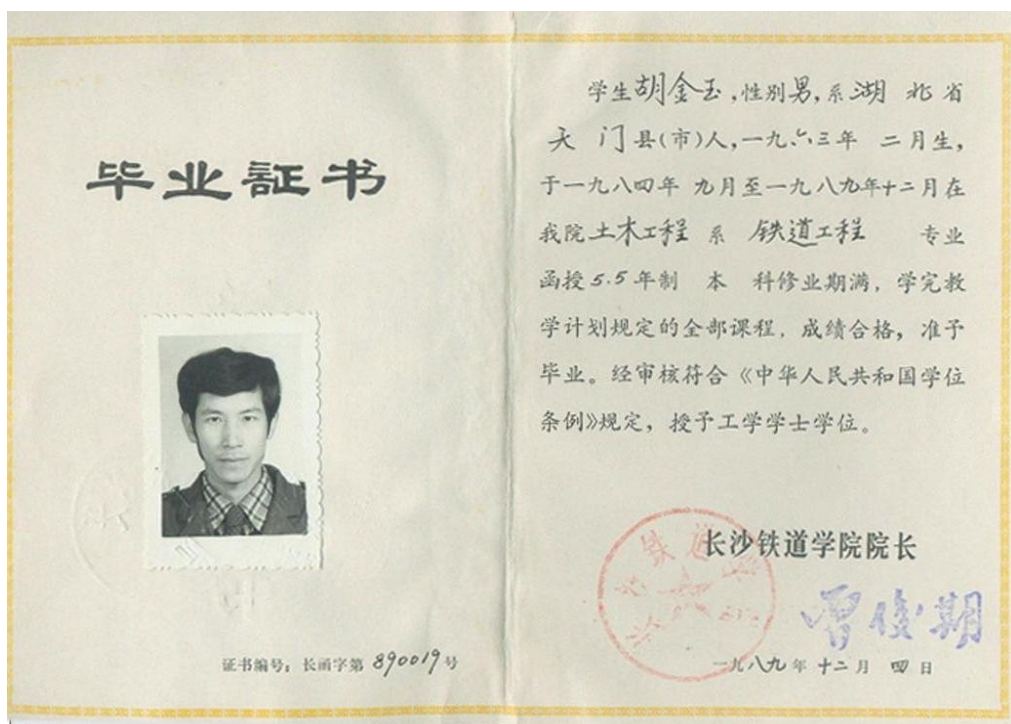 毕业証书
证书编号：长函字第890019号
学生胡金玉，性别男，系湖北省
天门县(市)人，一九六三年 二月生，
于一九八四年 九月至一九八九年十二月在
我院土木工程 系 铁道工程 专业
函授5.5年制 本 科修业期满，学完教
学计划规定的全部课程，成绩合格，准予
毕业。经审核符合《中华人民共和国学位
条例》规定，授予工学学士学位。
长沙铁道学院院长
曾俊期
一九八九年十二月 四日